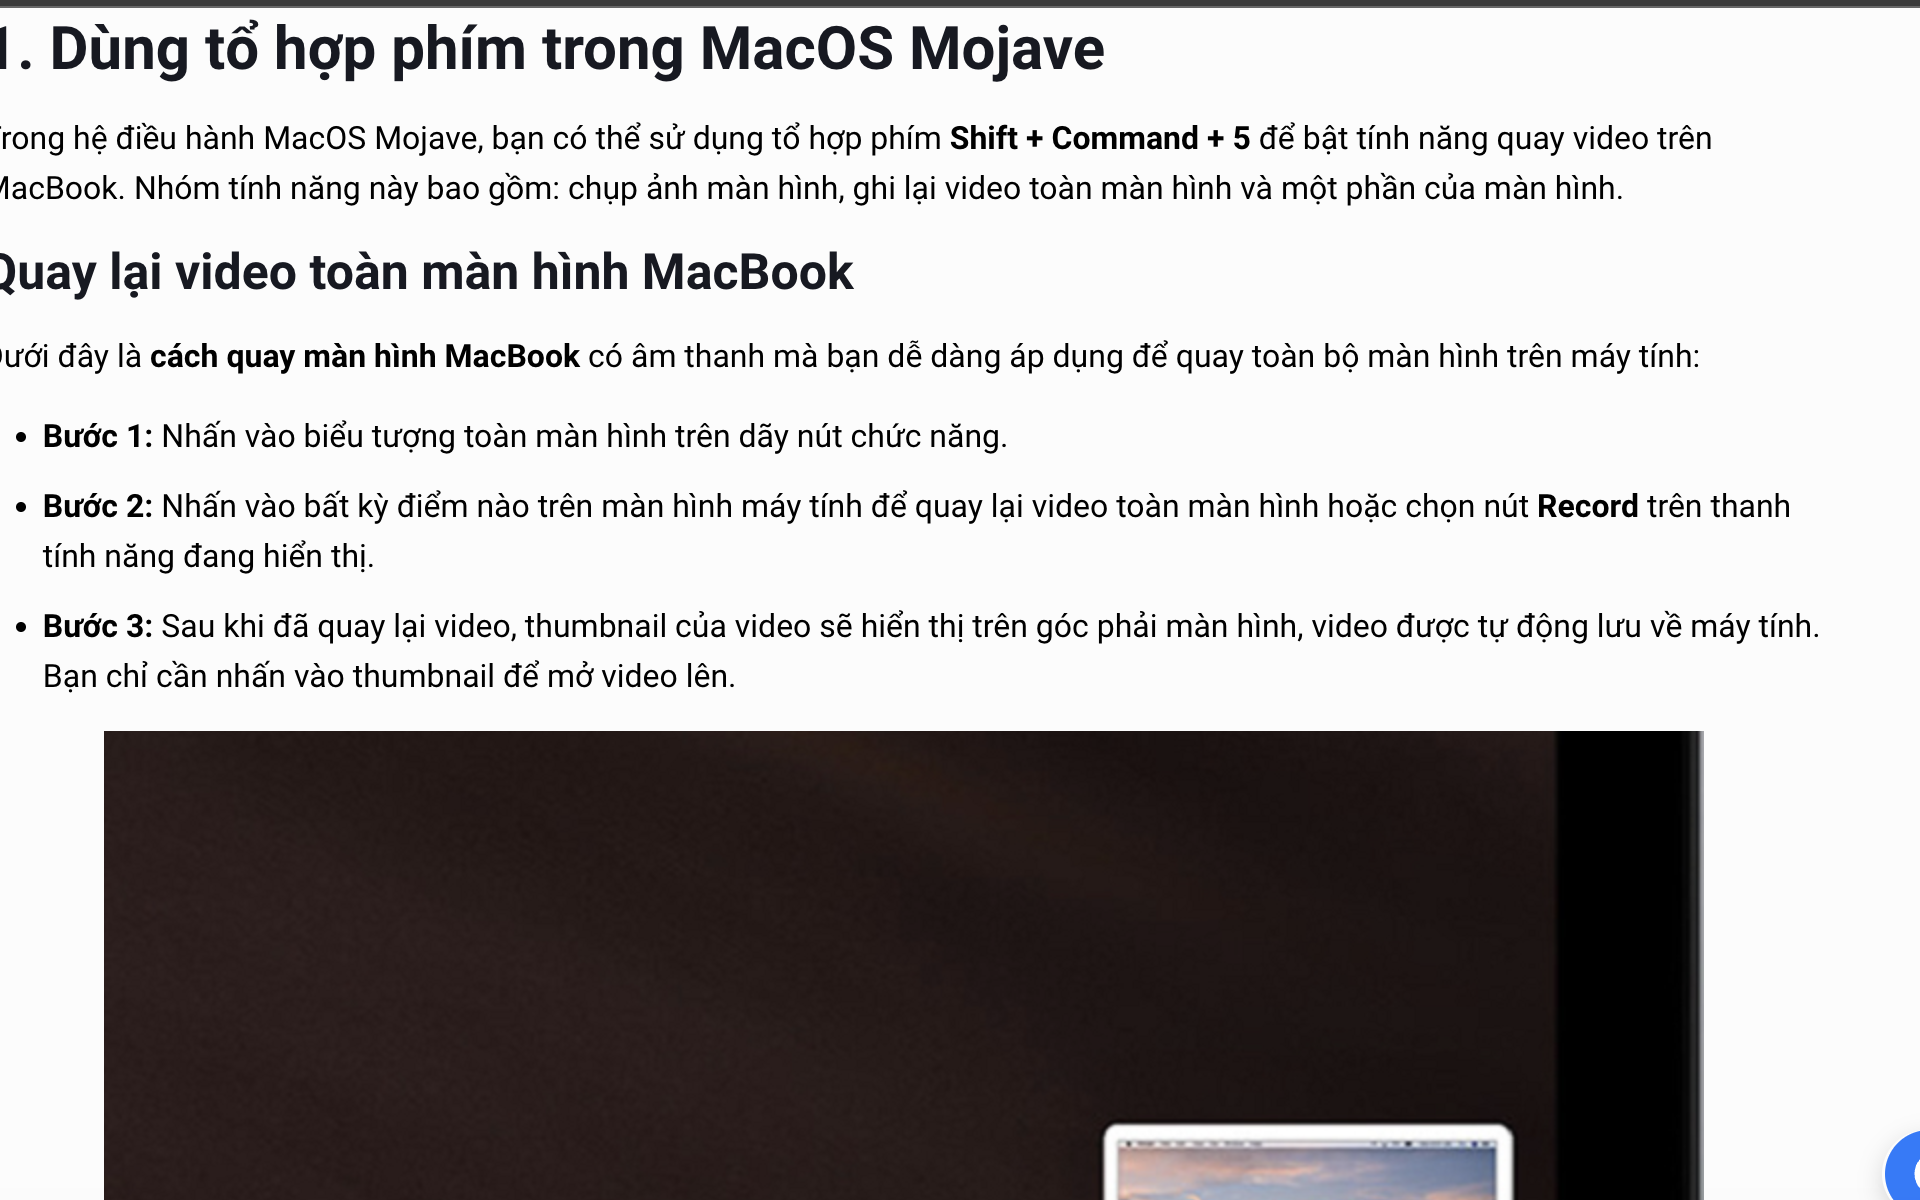 1. Dùng tổ hợp phím trong MacOS Mojave
Trong hệ điều hành MacOS Mojave, bạn có thể sử dụng tổ hợp phím Shift + Command + 5 để bật tính năng quay video trên
MacBook. Nhóm tính năng này bao gồm: chụp ảnh màn hình, ghi lại video toàn màn hình và một phần của màn hình.
Quay lại video toàn màn hình MacBook
Dưới đây là cách quay màn hình MacBook có âm thanh mà bạn dễ dàng áp dụng để quay toàn bộ màn hình trên máy tính:
• Bước 1: Nhấn vào biểu tượng toàn màn hình trên dãy nút chức năng.
• Bước 2: Nhấn vào bất kỳ điểm nào trên màn hình máy tính để quay lại video toàn màn hình hoặc chọn nút Record trên thanh
tính năng đang hiển thị.
• Bước 3: Sau khi đã quay lại video, thumbnail của video sẽ hiển thị trên góc phải màn hình, video được tự động lưu về máy tính.
Bạn chỉ cần nhấn vào thumbnail để mở video lên.